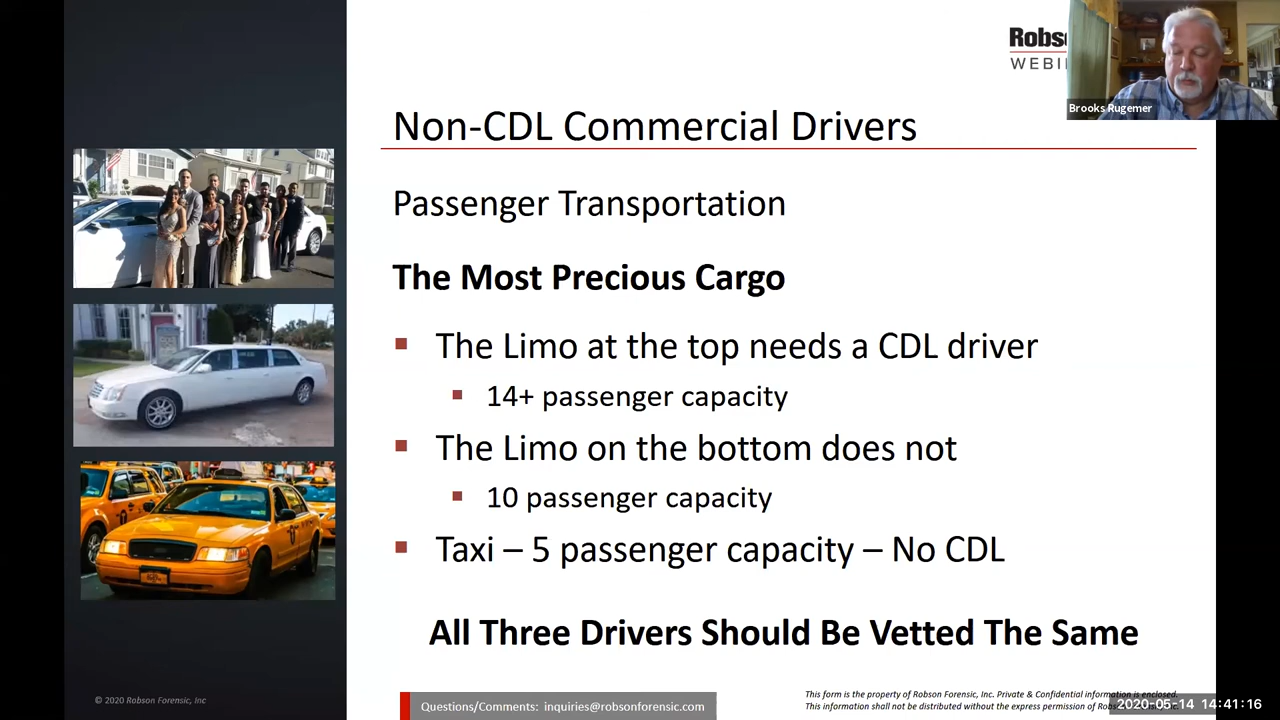 Brooks Rugemer
Non-CDL Commercial Drivers
Passenger Transportation
The Most Precious Cargo
The Limo at the top needs a CDL driver
14+ passenger capacity
The Limo on the bottom does not
10 passenger capacity
Taxi – 5 passenger capacity – No CDL
All Three Drivers Should Be Vetted The Same
© 2020 Robson Forensic, Inc
Questions/Comments: inquiries@robsonforensic.com
This form is the property of Robson Forensic, Inc. Private & Confidential information is enclosed.
This information shall not be distributed without the express permission of
2020-05-14 14:41:16